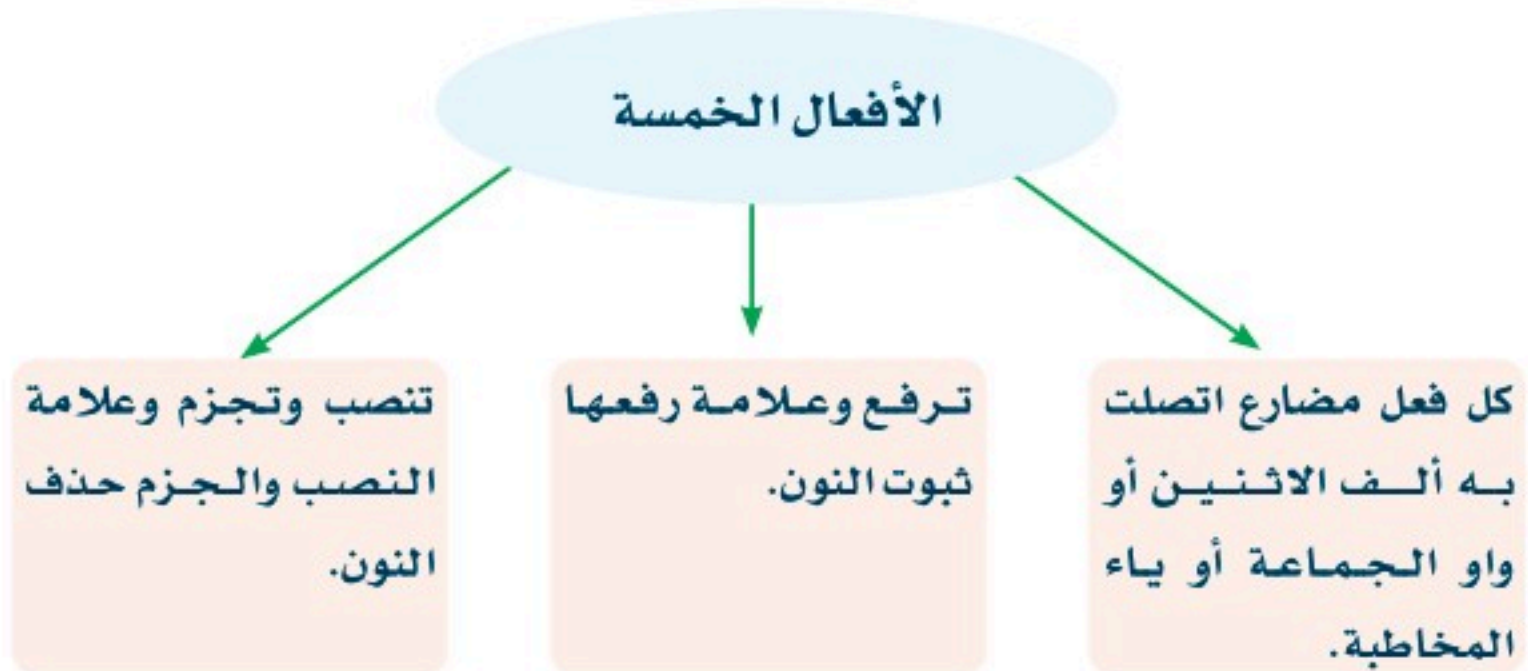 الأفعال الخمسة
كل فعل مضارع اتصلت
به ألف الاثنين أو
واو الجماعة أو ياء
المخاطبة.
ترفع وعلامة رفعها
ثبوت النون.
تنصب وتجزم وعلامة
النصب والجزم حذف
النون.